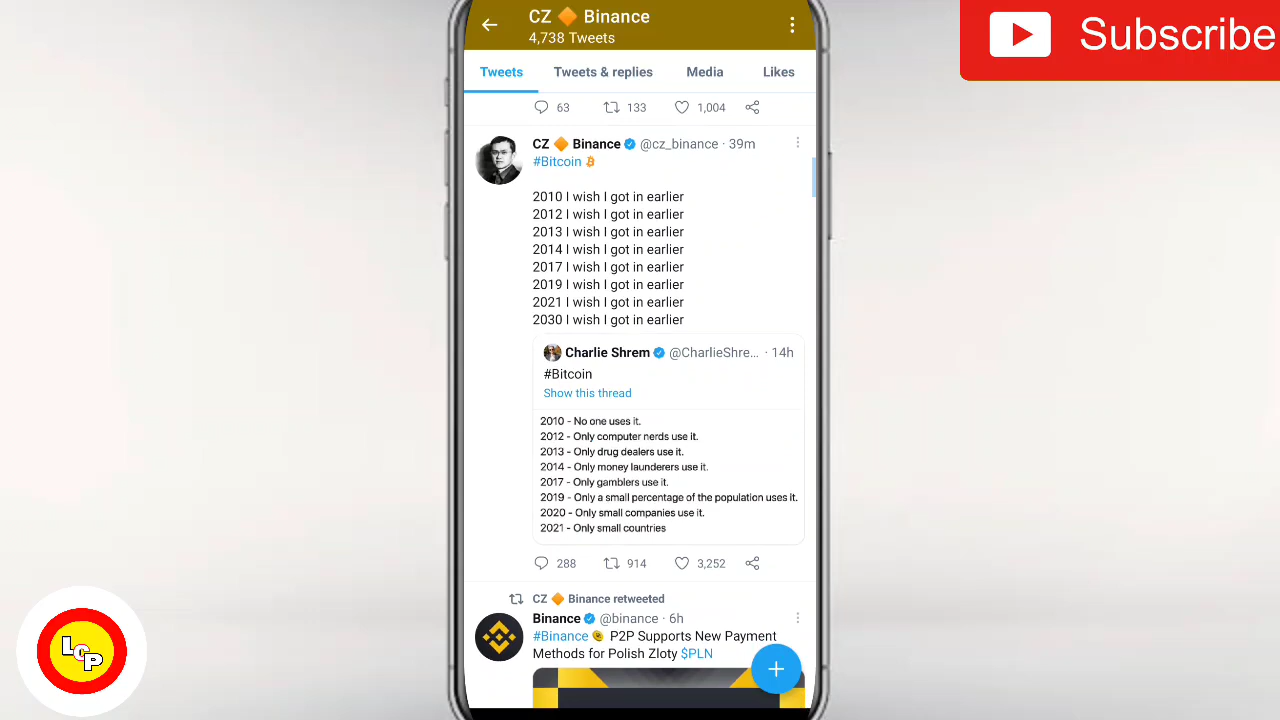 CZ 🔶 Binance
4,738 Tweets
Subscribe
Tweets
Tweets & replies
Media
Likes
63
133
1,004
CZ 🔶 Binance @cz_binance · 39m
#Bitcoin
2010 I wish I got in earlier
2012 I wish I got in earlier
2013 I wish I got in earlier
2014 I wish I got in earlier
2017 I wish I got in earlier
2019 I wish I got in earlier
2021 I wish I got in earlier
2030 I wish I got in earlier
Charlie Shrem @CharlieShre... · 14h
#Bitcoin
Show this thread
2010 - No one uses it.
2012 - Only computer nerds use it.
2013 - Only drug dealers use it.
2014 - Only money launderers use it.
2017 - Only gamblers use it.
2019 - Only a small percentage of the population uses it.
2020 - Only small companies use it.
2021 - Only small countries
288
914
3,252
CZ 🔶 Binance retweeted
Binance @binance · 6h
#Binance P2P Supports New Payment
Methods for Polish Zloty $PLN
LCP